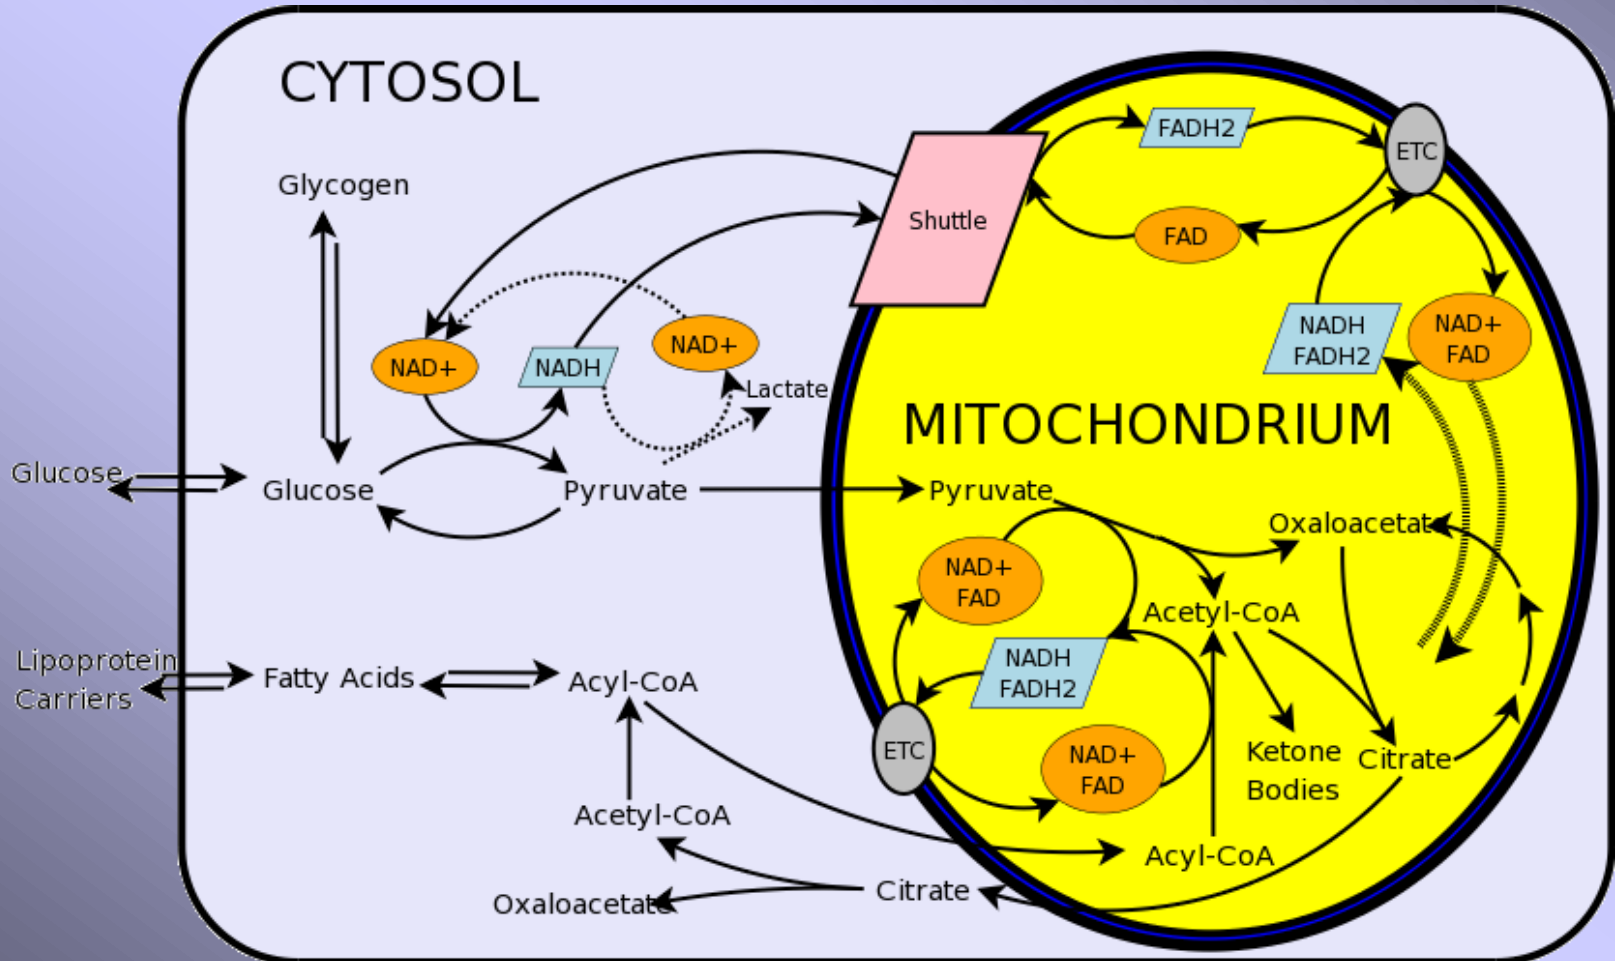 CYTOSOL
Glycogen
FADH2
ETC
Shuttle
FAD
NAD+
NADH
NAD+
Lactate
NADH
FADH2
NAD+
FAD
MITOCHONDRIUM
Glucose
Glucose
Pyruvate
Pyruvate
Oxaloacetate
NAD+
FAD
Acetyl-CoA
Lipoprotein
Carriers
Fatty Acids
Acyl-CoA
NADH
FADH2
ETC
NAD+
FAD
Ketone
Bodies
Citrate
Acetyl-CoA
Acyl-CoA
Citrate
Oxaloacetate